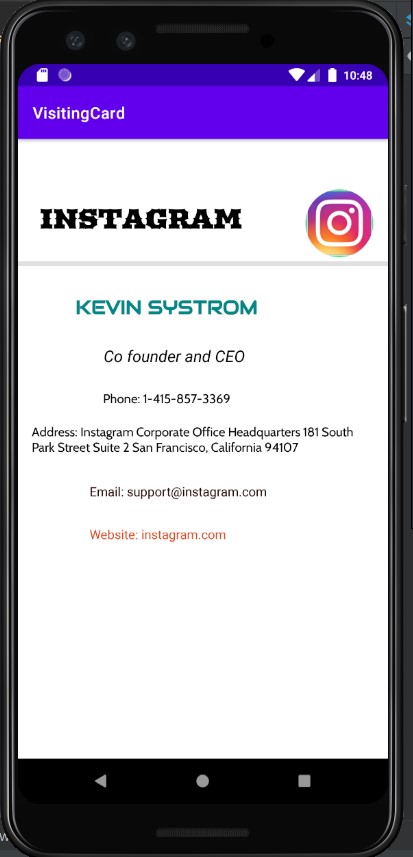 10:48
VisitingCard
INSTAGRAM
KEVIN SYSTROM
Co founder and CEO
Phone: 1-415-857-3369
Address: Instagram Corporate Office Headquarters 181 South
Park Street Suite 2 San Francisco, California 94107
Email: support@instagram.com
Website: instagram.com